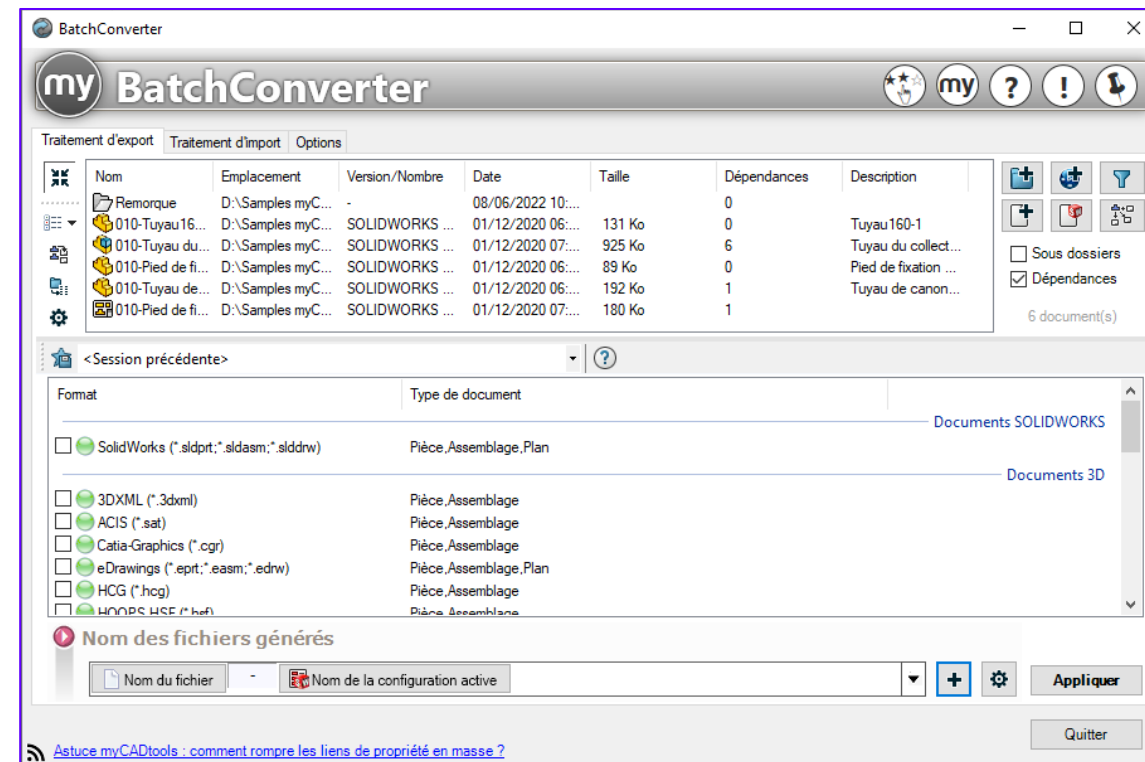 BatchConverter
my BatchConverter my ? !
Traitement d'export Traitement d'import Options
Nom Emplacement Version/Nombre Date Taille Dépendances Description
Remorque D:\Samples myC... - 08/06/2022 10:... 0
010-Tuyau16... D:\Samples myC... SOLIDWORKS ... 01/12/2020 06:... 131 Ko 0 Tuyau160-1
010-Tuyau du... D:\Samples myC... SOLIDWORKS ... 01/12/2020 07:... 925 Ko 6 Tuyau du collect...
010-Pied de fi... D:\Samples myC... SOLIDWORKS ... 01/12/2020 06:... 89 Ko 0 Pied de fixation ...
010-Tuyau de... D:\Samples myC... SOLIDWORKS ... 01/12/2020 06:... 192 Ko 1 Tuyau de canon...
010-Pied de fi... D:\Samples myC... SOLIDWORKS ... 01/12/2020 07:... 180 Ko 1
Sous dossiers
Dépendances
6 document(s)
<Session précédente> ?
Format Type de document
Documents SOLIDWORKS
SolidWorks (*.sldprt;*.sldasm;*.slddrw) Pièce,Assemblage,Plan
Documents 3D
3DXML (*.3dxml) Pièce,Assemblage
ACIS (*.sat) Pièce,Assemblage
Catia-Graphics (*.cgr) Pièce,Assemblage
eDrawings (*.eprt;*.easm;*.edrw) Pièce,Assemblage,Plan
HCG (*.hcg) Pièce,Assemblage
HOOPS HSF (*.hsf) Pièce,Assemblage
Nom des fichiers générés
Nom du fichier - Nom de la configuration active + Appliquer
Quitter
Astuce myCADtools : comment rompre les liens de propriété en masse ?